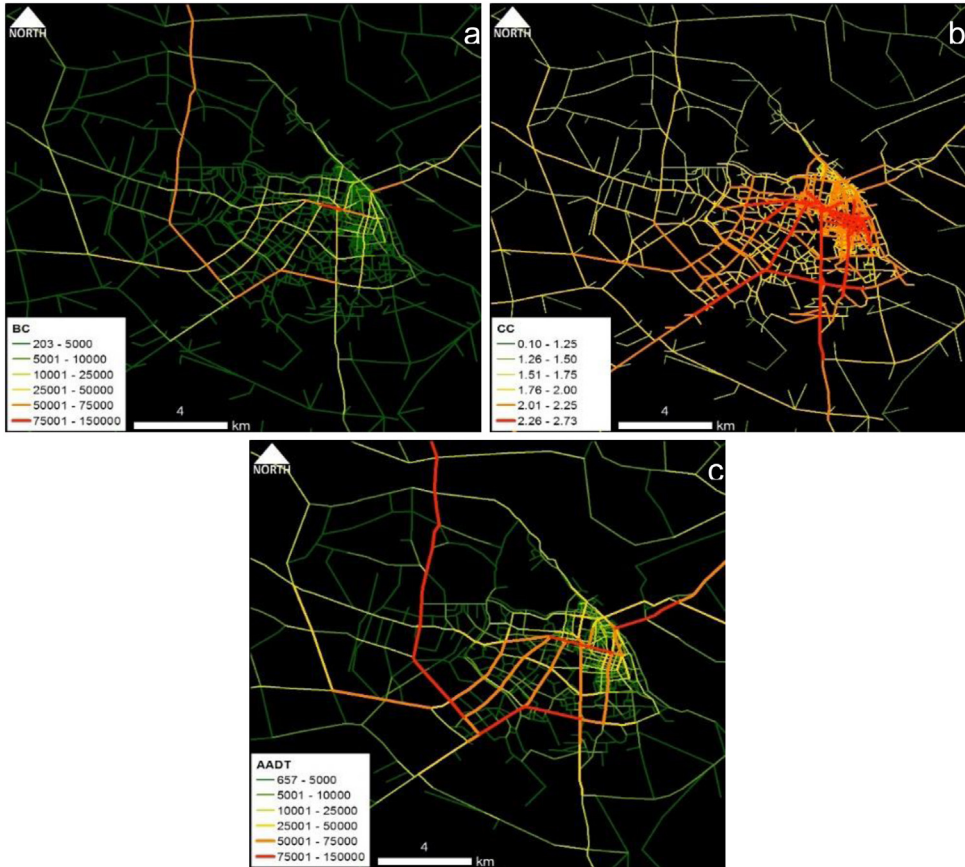 NORTH
a
BC
203 - 5000
5001 - 10000
10001 - 25000
25001 - 50000
50001 - 75000
75001 - 150000
4
km
NORTH
b
CC
0.10 - 1.25
1.26 - 1.50
1.51 - 1.75
1.76 - 2.00
2.01 - 2.25
2.26 - 2.73
4
km
NORTH
c
AADT
657 - 5000
5001 - 10000
10001 - 25000
25001 - 50000
50001 - 75000
75001 - 150000
4
km